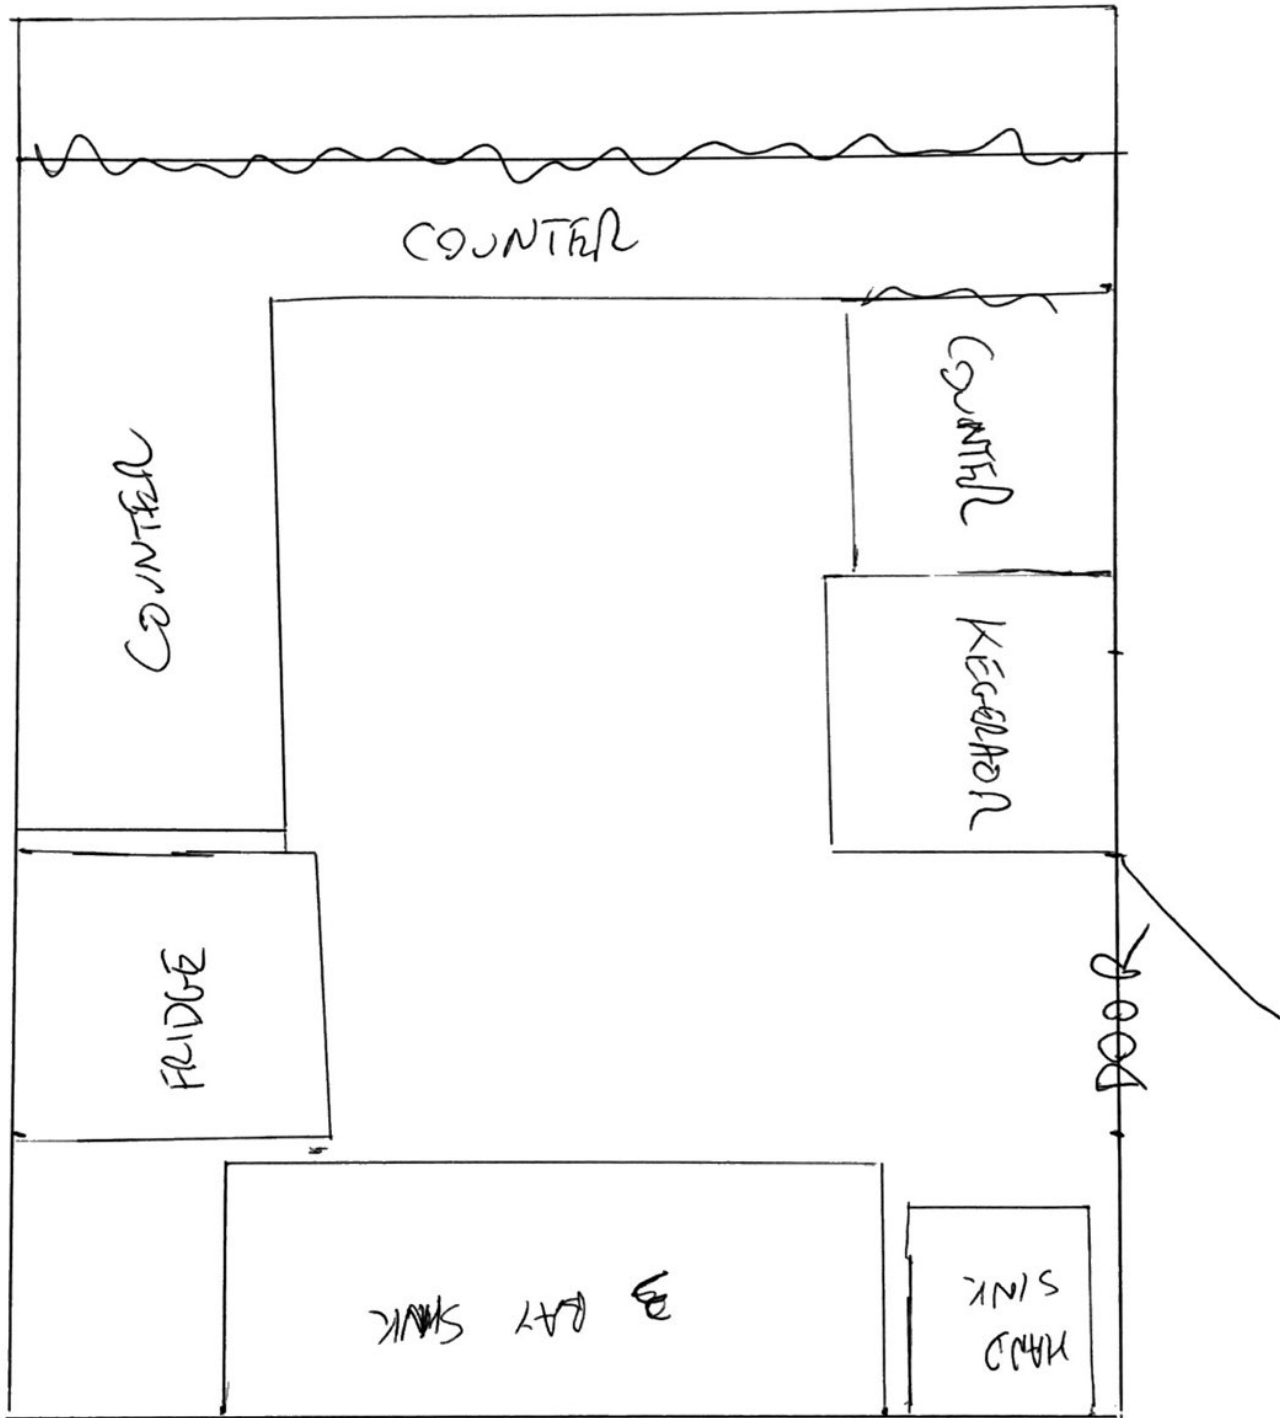 COUNTER
COUNTER
COUNTER
KEGERATOR
FRIDGE
DOOR
3 BAY SINK
HAND
SINK